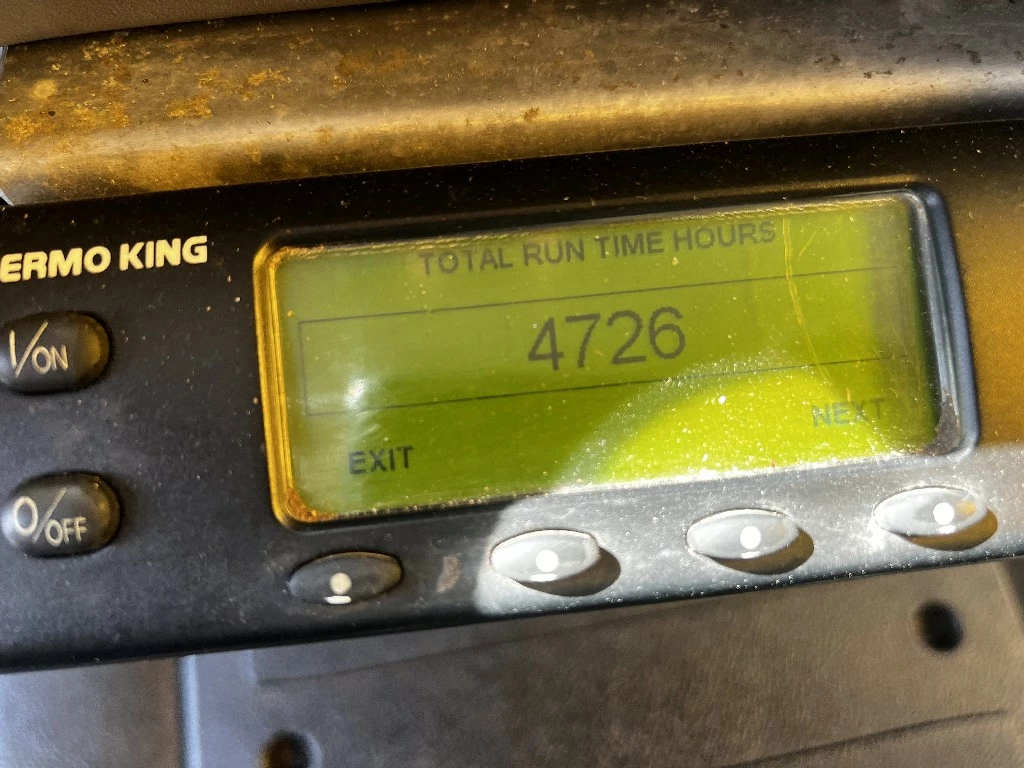 ERMO KING
TOTAL RUN TIME HOURS
4726
I/ON
EXIT
NEXT
O/OFF